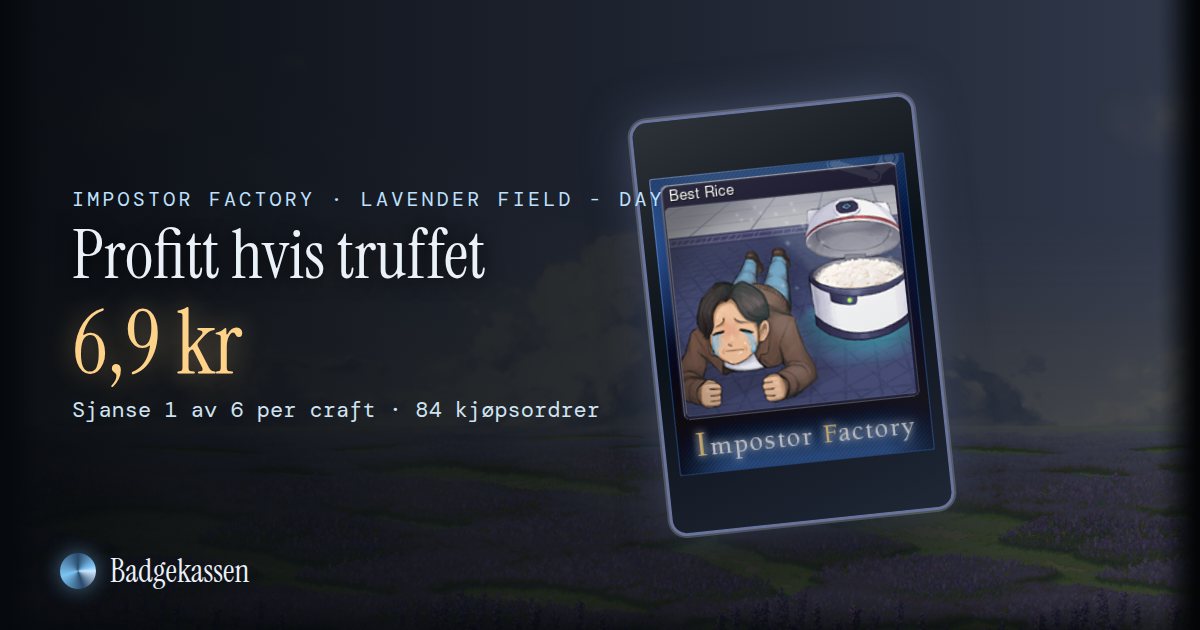 IMPOSTOR FACTORY · LAVENDER FIELD - DAY
Profitt hvis truffet
6,9 kr
Sjanse 1 av 6 per craft · 84 kjøpsordrer
Best Rice
Impostor Factory
Badgekassen